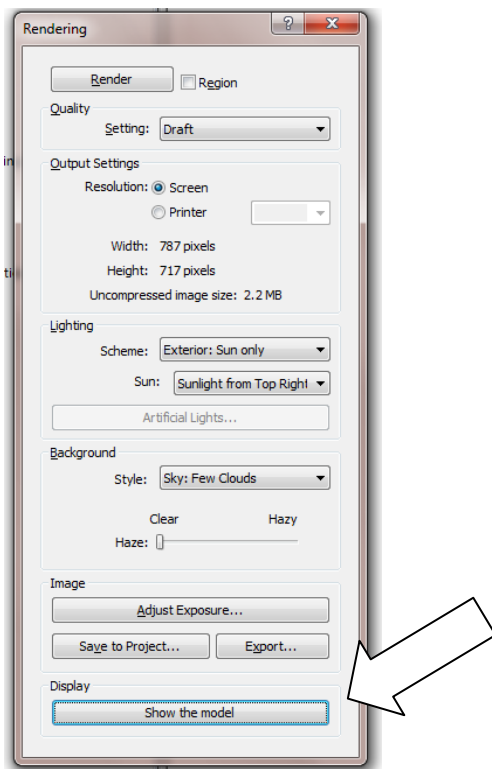 Rendering
Render
Region
Quality
Setting: Draft
in
Output Settings
Resolution: Screen
Printer
Width: 787 pixels
ti
Height: 717 pixels
Uncompressed image size: 2.2 MB
Lighting
Scheme: Exterior: Sun only
Sun: Sunlight from Top Right
Artificial Lights...
Background
Style: Sky: Few Clouds
Clear Hazy
Haze:
Image
Adjust Exposure...
Save to Project... Export...
Display
Show the model